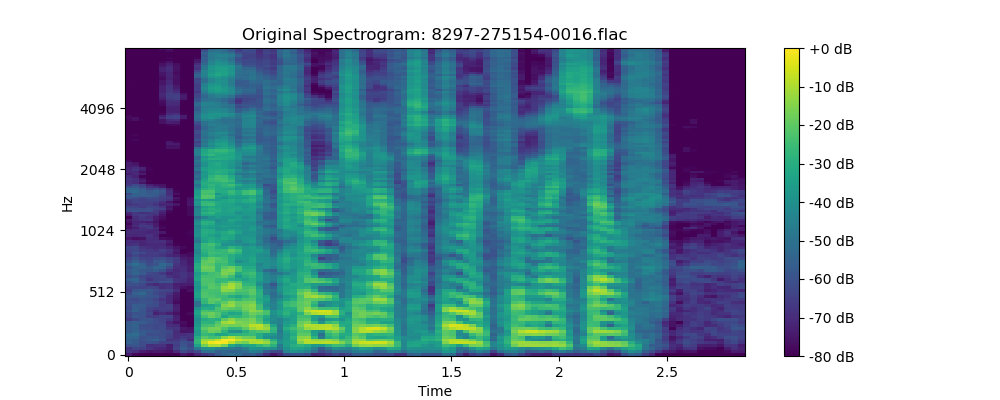 Original Spectrogram: 8297-275154-0016.flac
Hz
4096
2048
1024
512
0
0 0.5 1 1.5 2 2.5
Time
+0 dB
-10 dB
-20 dB
-30 dB
-40 dB
-50 dB
-60 dB
-70 dB
-80 dB